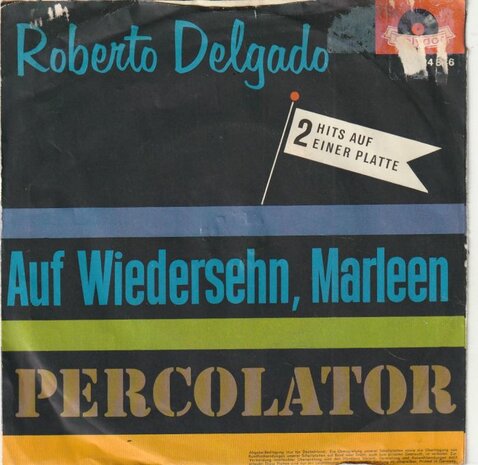 Roberto Delgado
2 HITS AUF
EINER PLATTE
Auf Wiedersehn, Marleen
PERCOLATOR